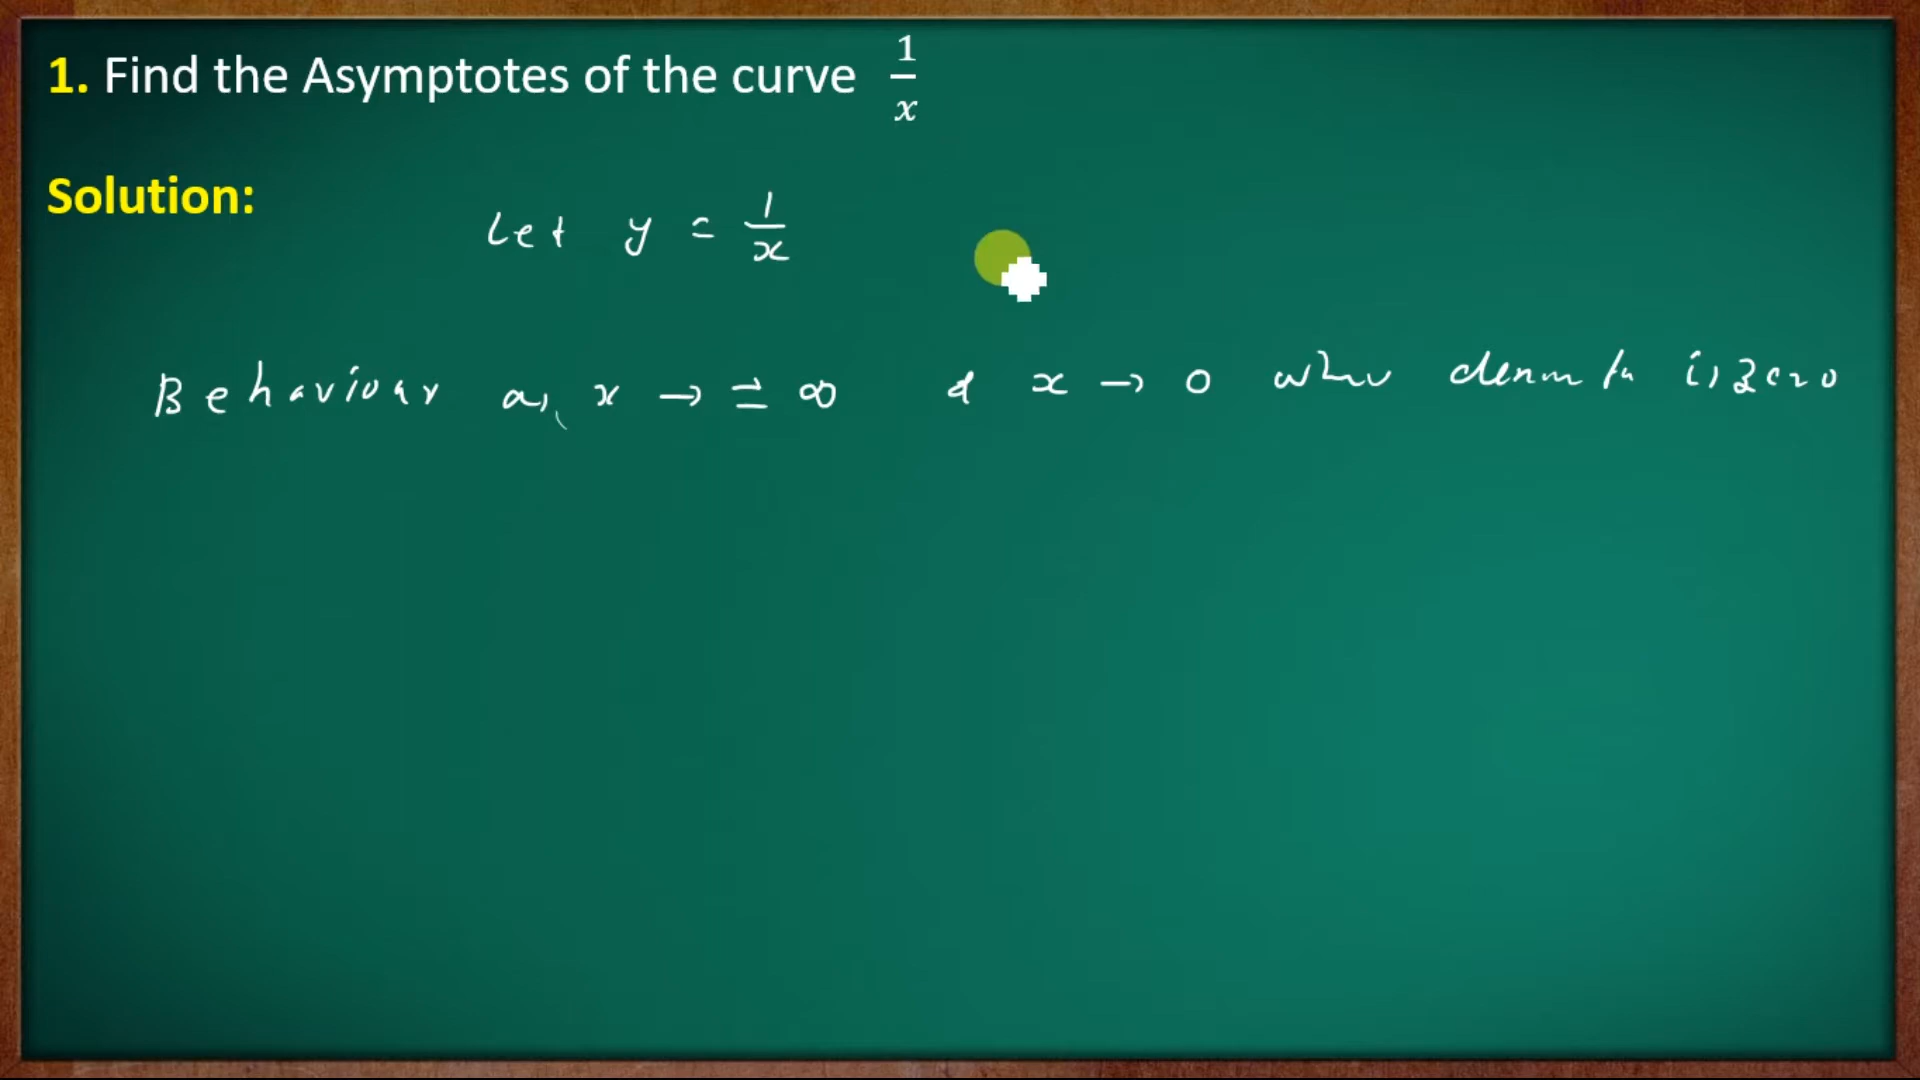 1. Find the Asymptotes of the curve 1/x
Solution:
Let y = 1/x
Behaviour as x → ± ∞ & x → 0 when is zero